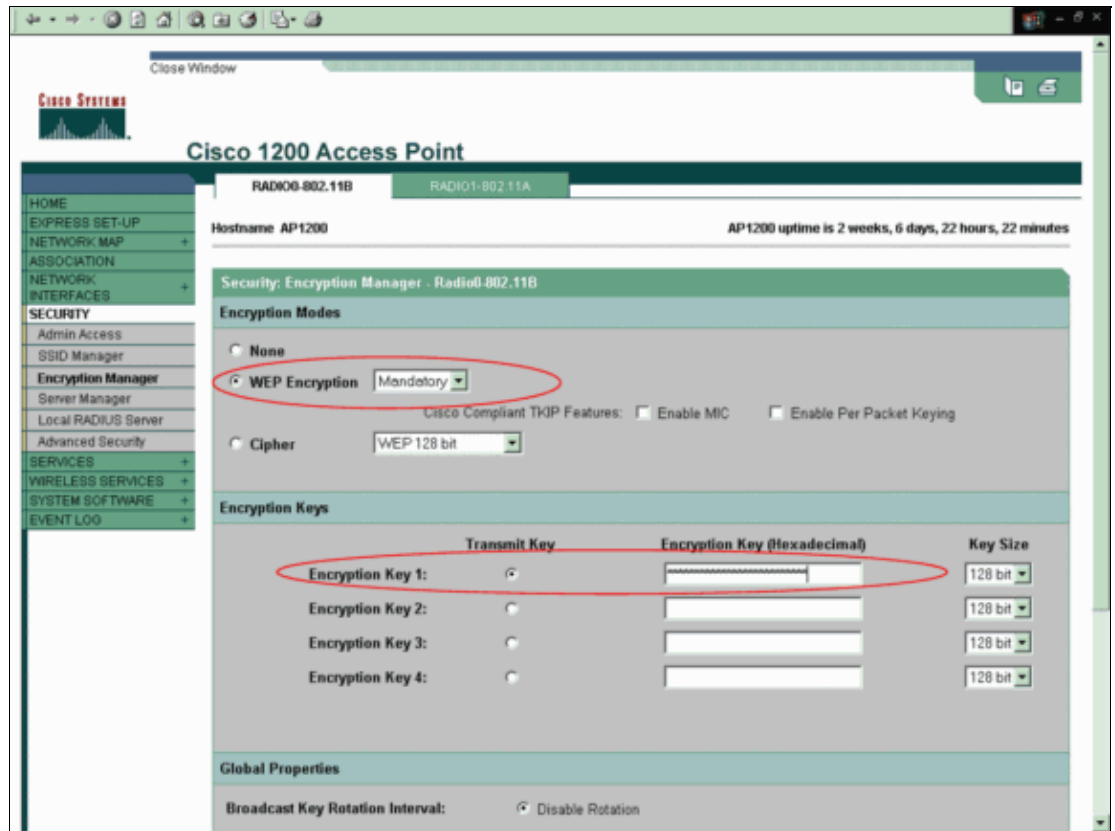 Close Window
CISCO SYSTEMS
Cisco 1200 Access Point
RADIO0-802.11B
RADIO1-802.11A
HOME
EXPRESS SET-UP
NETWORK MAP +
ASSOCIATION
NETWORK INTERFACES +
SECURITY
Admin Access
SSID Manager
Encryption Manager
Server Manager
Local RADIUS Server
Advanced Security
SERVICES +
WIRELESS SERVICES +
SYSTEM SOFTWARE +
EVENT LOG +
Hostname AP1200
AP1200 uptime is 2 weeks, 6 days, 22 hours, 22 minutes
Security: Encryption Manager - Radio0-802.11B
Encryption Modes
None
WEP Encryption Mandatory
Cisco Compliant TKIP Features: Enable MIC Enable Per Packet Keying
Cipher WEP 128 bit
Encryption Keys
Transmit Key Encryption Key (Hexadecimal) Key Size
Encryption Key 1: 128 bit
Encryption Key 2: 128 bit
Encryption Key 3: 128 bit
Encryption Key 4: 128 bit
Global Properties
Broadcast Key Rotation Interval: Disable Rotation